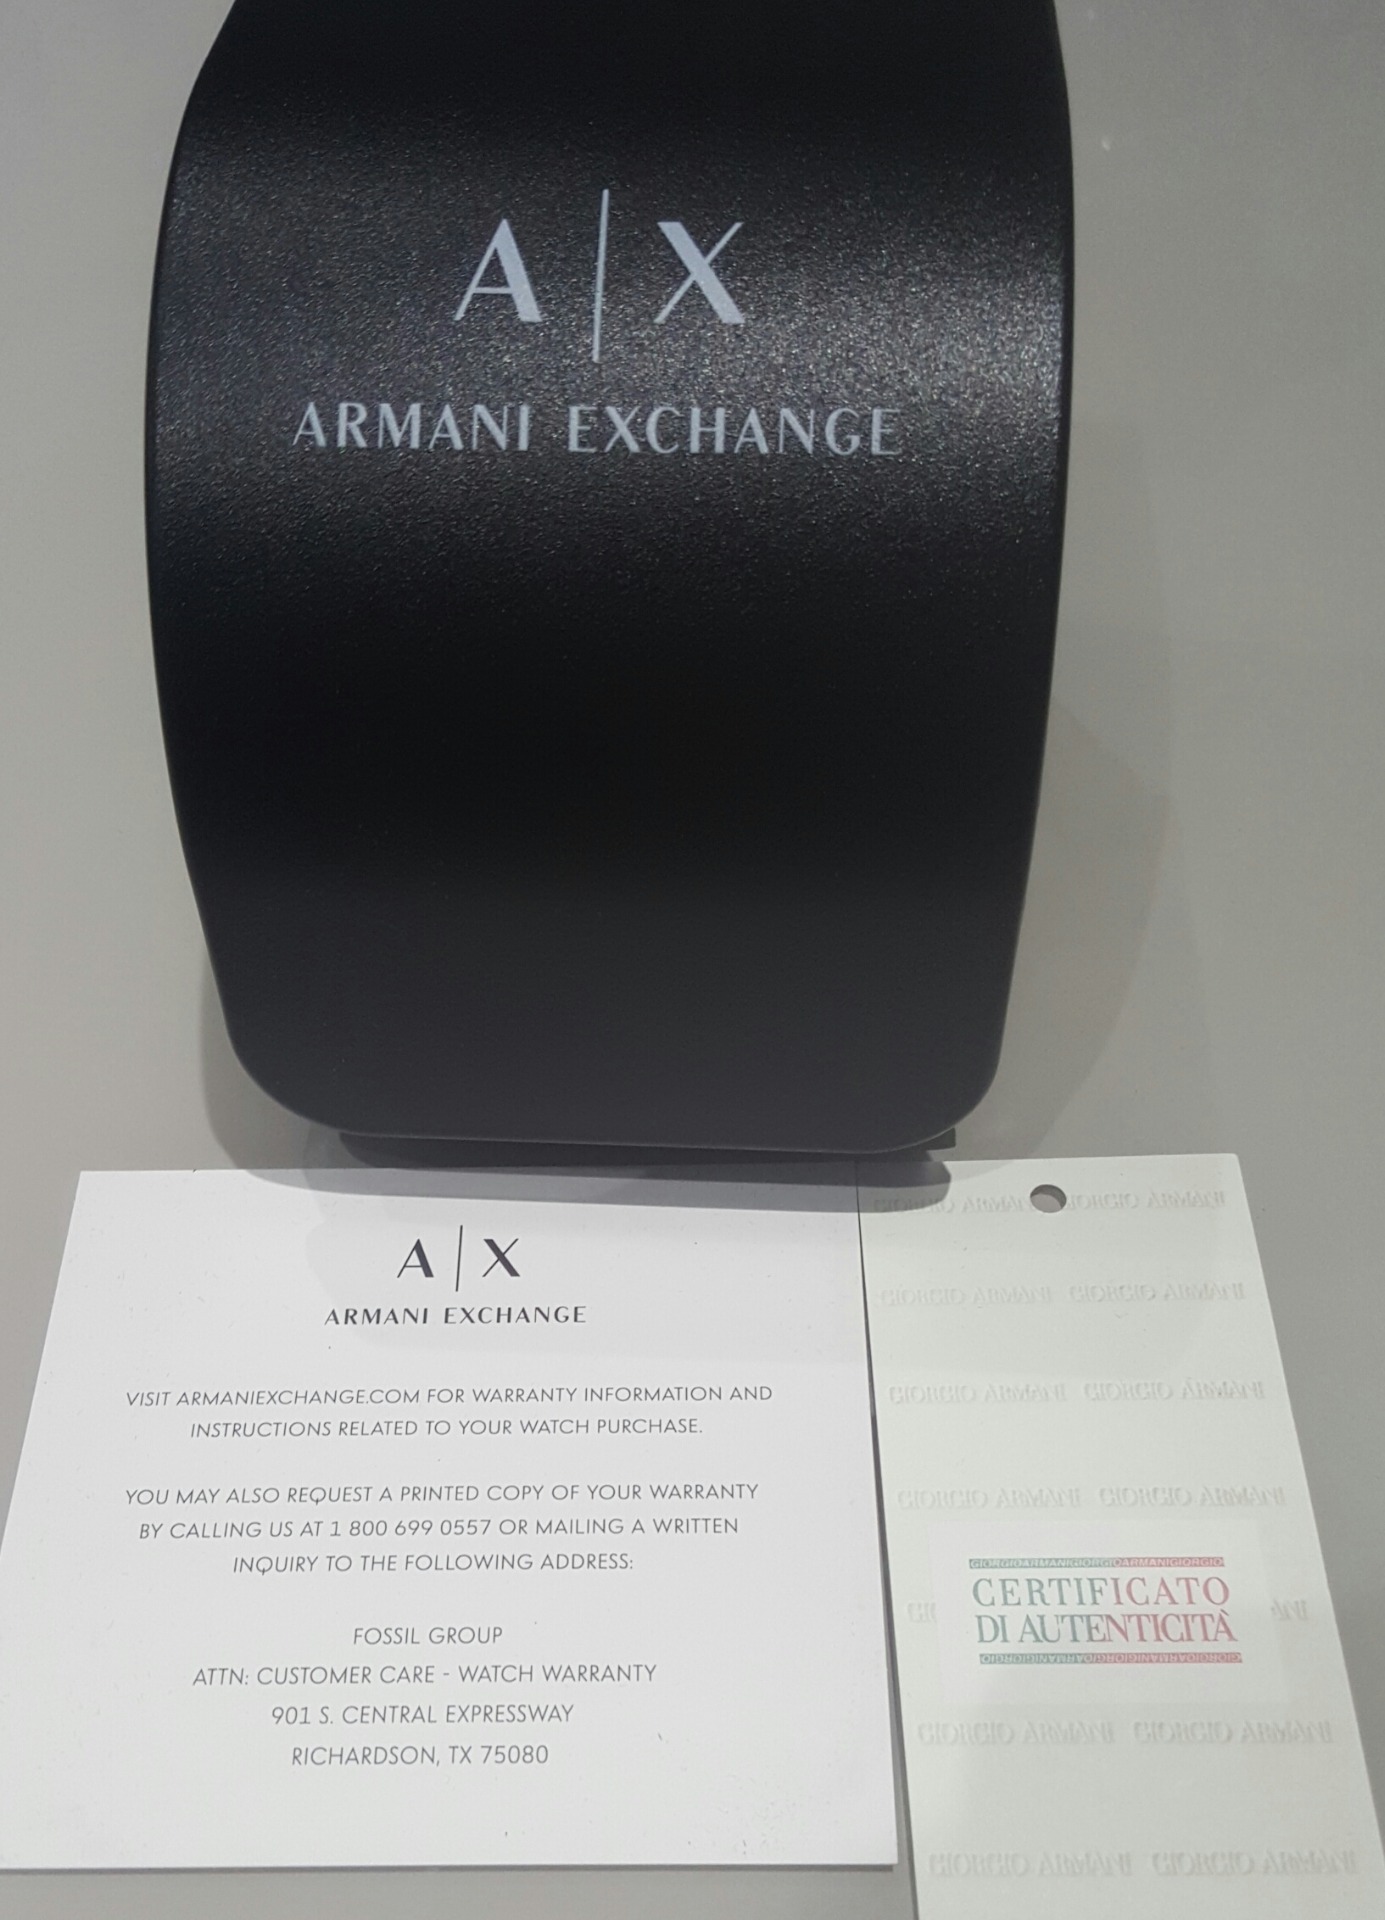 A|X
ARMANI EXCHANGE
A|X
ARMANI EXCHANGE
VISIT ARMANIEXCHANGE.COM FOR WARRANTY INFORMATION AND
INSTRUCTIONS RELATED TO YOUR WATCH PURCHASE.
YOU MAY ALSO REQUEST A PRINTED COPY OF YOUR WARRANTY
BY CALLING US AT 1 800 699 0557 OR MAILING A WRITTEN
INQUIRY TO THE FOLLOWING ADDRESS:
FOSSIL GROUP
ATTN: CUSTOMER CARE - WATCH WARRANTY
901 S. CENTRAL EXPRESSWAY
RICHARDSON, TX 75080
GIORGIO ARMANI GIORGIO ARMANI
GIORGIO ARMANI GIORGIO ARMANI
GIORGIO ARMANI GIORGIO ARMANI
GIORGIO ARMANI GIORGIO ARMANI
GIORGIOARMANIGIORGIOARMANIGIORGIO
CERTIFICATO
DI AUTENTICITÀ
GIORGIO ARMANI GIORGIO ARMANI
GIORGIO ARMANI GIORGIO ARMANI